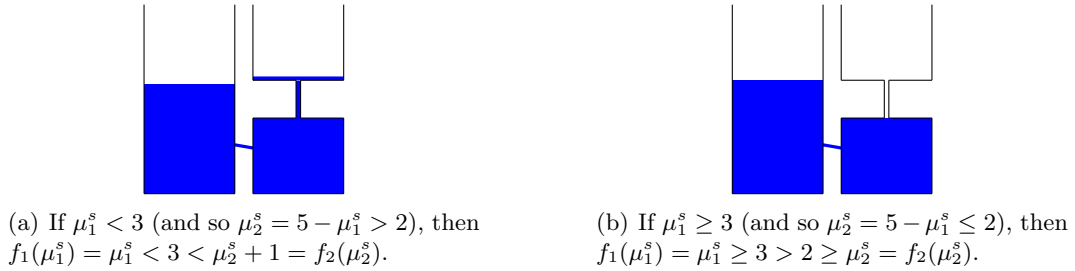 (a) If μ₁ˢ < 3 (and so μ₂ˢ = 5 − μ₁ˢ > 2), then
f₁(μ₁ˢ) = μ₁ˢ < 3 < μ₂ˢ + 1 = f₂(μ₂ˢ).
(b) If μ₁ˢ ≥ 3 (and so μ₂ˢ = 5 − μ₁ˢ ≤ 2), then
f₁(μ₁ˢ) = μ₁ˢ ≥ 3 > 2 ≥ μ₂ˢ = f₂(μ₂ˢ).